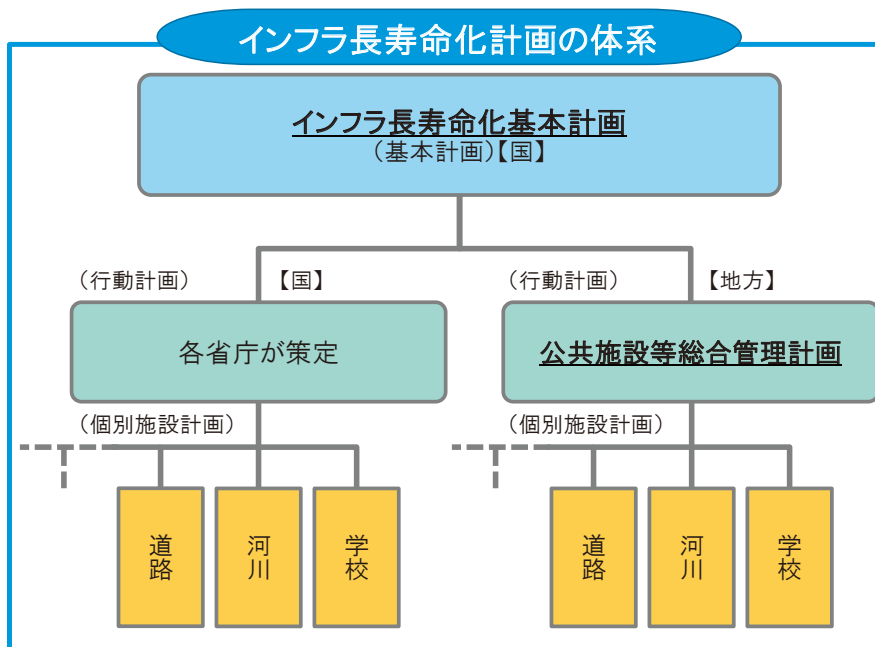 インフラ長寿命化計画の体系
インフラ長寿命化基本計画
(基本計画)【国】
(行動計画)
【国】
(行動計画)
【地方】
各省庁が策定
公共施設等総合管理計画
(個別施設計画)
(個別施設計画)
道路
河川
学校
道路
河川
学校